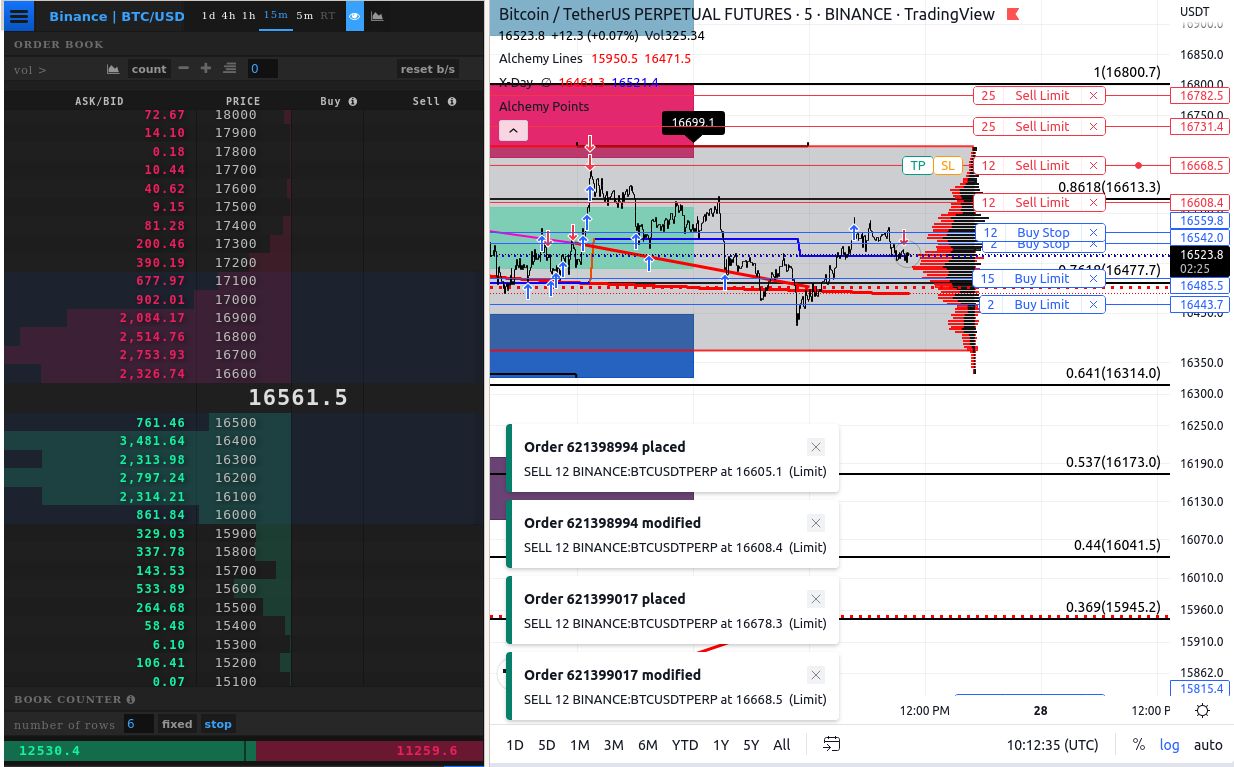 Binance | BTC/USD 1d 4h 1h 15m 5m RT
ORDER BOOK
vol > count 0 reset b/s
ASK/BID PRICE Buy Sell
72.67 18000
14.10 17900
0.18 17800
10.44 17700
40.62 17600
9.15 17500
81.28 17400
200.46 17300
390.19 17200
677.97 17100
902.01 17000
2,084.17 16900
2,514.76 16800
2,753.93 16700
2,326.74 16600
16561.5
761.46 16500
3,481.64 16400
2,313.98 16300
2,797.24 16200
2,314.21 16100
861.84 16000
329.03 15900
337.78 15800
143.53 15700
533.89 15600
264.68 15500
58.48 15400
6.10 15300
106.41 15200
0.07 15100
BOOK COUNTER
number of rows 6 fixed stop
12530.4 11259.6
Bitcoin / TetherUS PERPETUAL FUTURES · 5 · BINANCE · TradingView
16523.8 +12.3 (+0.07%) Vol325.34
Alchemy Lines 15950.5 16471.5
X-Day ∅ 16461.3 16521.4
Alchemy Points
16699.1
1(16800.7)
25 Sell Limit
25 Sell Limit
TP SL 12 Sell Limit
0.8618(16613.3)
12 Sell Limit
12 Buy Stop
2 Buy Stop
0.7618(16477.7)
15 Buy Limit
2 Buy Limit
0.641(16314.0)
0.537(16173.0)
0.44(16041.5)
0.369(15945.2)
Order 621398994 placed
SELL 12 BINANCE:BTCUSDTPERP at 16605.1 (Limit)
Order 621398994 modified
SELL 12 BINANCE:BTCUSDTPERP at 16608.4 (Limit)
Order 621399017 placed
SELL 12 BINANCE:BTCUSDTPERP at 16678.3 (Limit)
Order 621399017 modified
SELL 12 BINANCE:BTCUSDTPERP at 16668.5 (Limit)
USDT
16900.0
16850.0
16800.0
16782.5
16750.0
16731.4
16668.5
16608.4
16559.8
16542.0
16523.8
02:25
16485.5
16443.7
16350.0
16300.0
16250.0
16190.0
16130.0
16070.0
16010.0
15960.0
15910.0
15862.0
15815.4
12:00 PM 28 12:00 P
1D 5D 1M 3M 6M YTD 1Y 5Y All 10:12:35 (UTC) % log auto